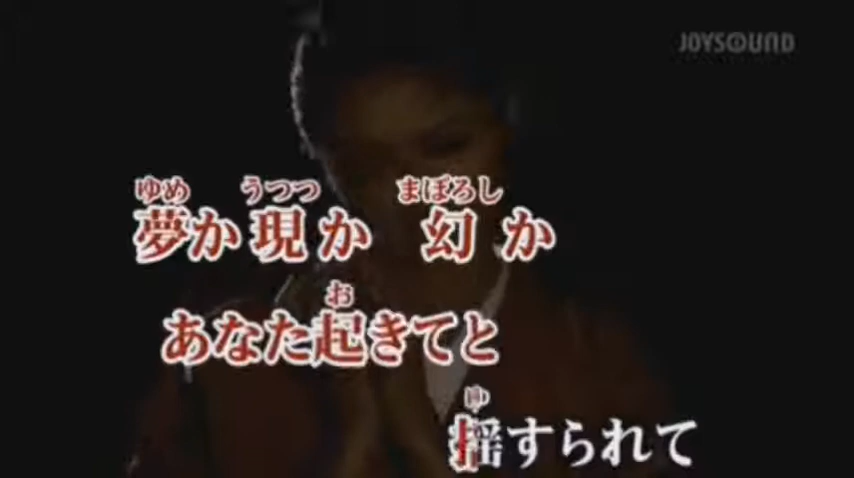 JOYSOUND
ゆめ うつつ まぼろし
夢か現か 幻か
お
あなた起きてと
ゆ
揺すられて